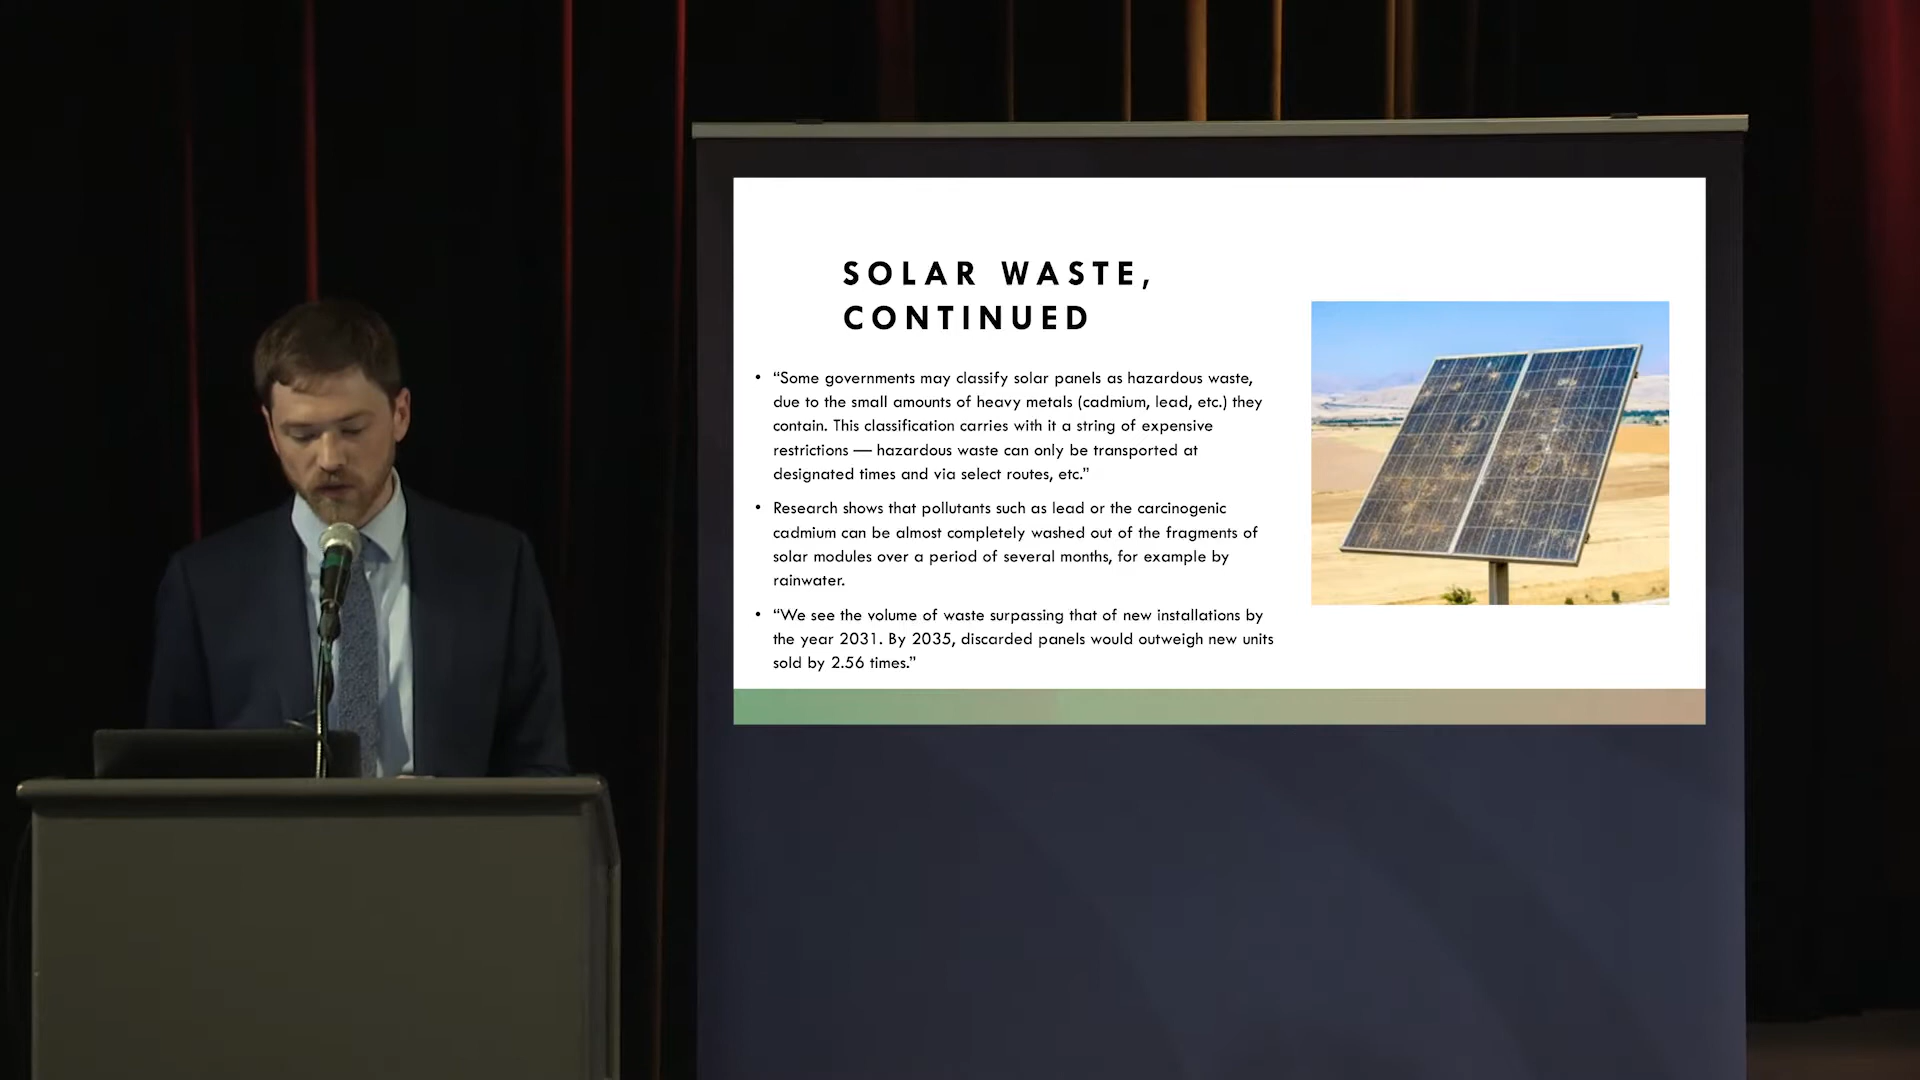 SOLAR WASTE,
CONTINUED
• “Some governments may classify solar panels as hazardous waste,
due to the small amounts of heavy metals (cadmium, lead, etc.) they
contain. This classification carries with it a string of expensive
restrictions — hazardous waste can only be transported at
designated times and via select routes, etc.”
• Research shows that pollutants such as lead or the carcinogenic
cadmium can be almost completely washed out of the fragments of
solar modules over a period of several months, for example by
rainwater.
• “We see the volume of waste surpassing that of new installations by
the year 2031. By 2035, discarded panels would outweigh new units
sold by 2.56 times.”